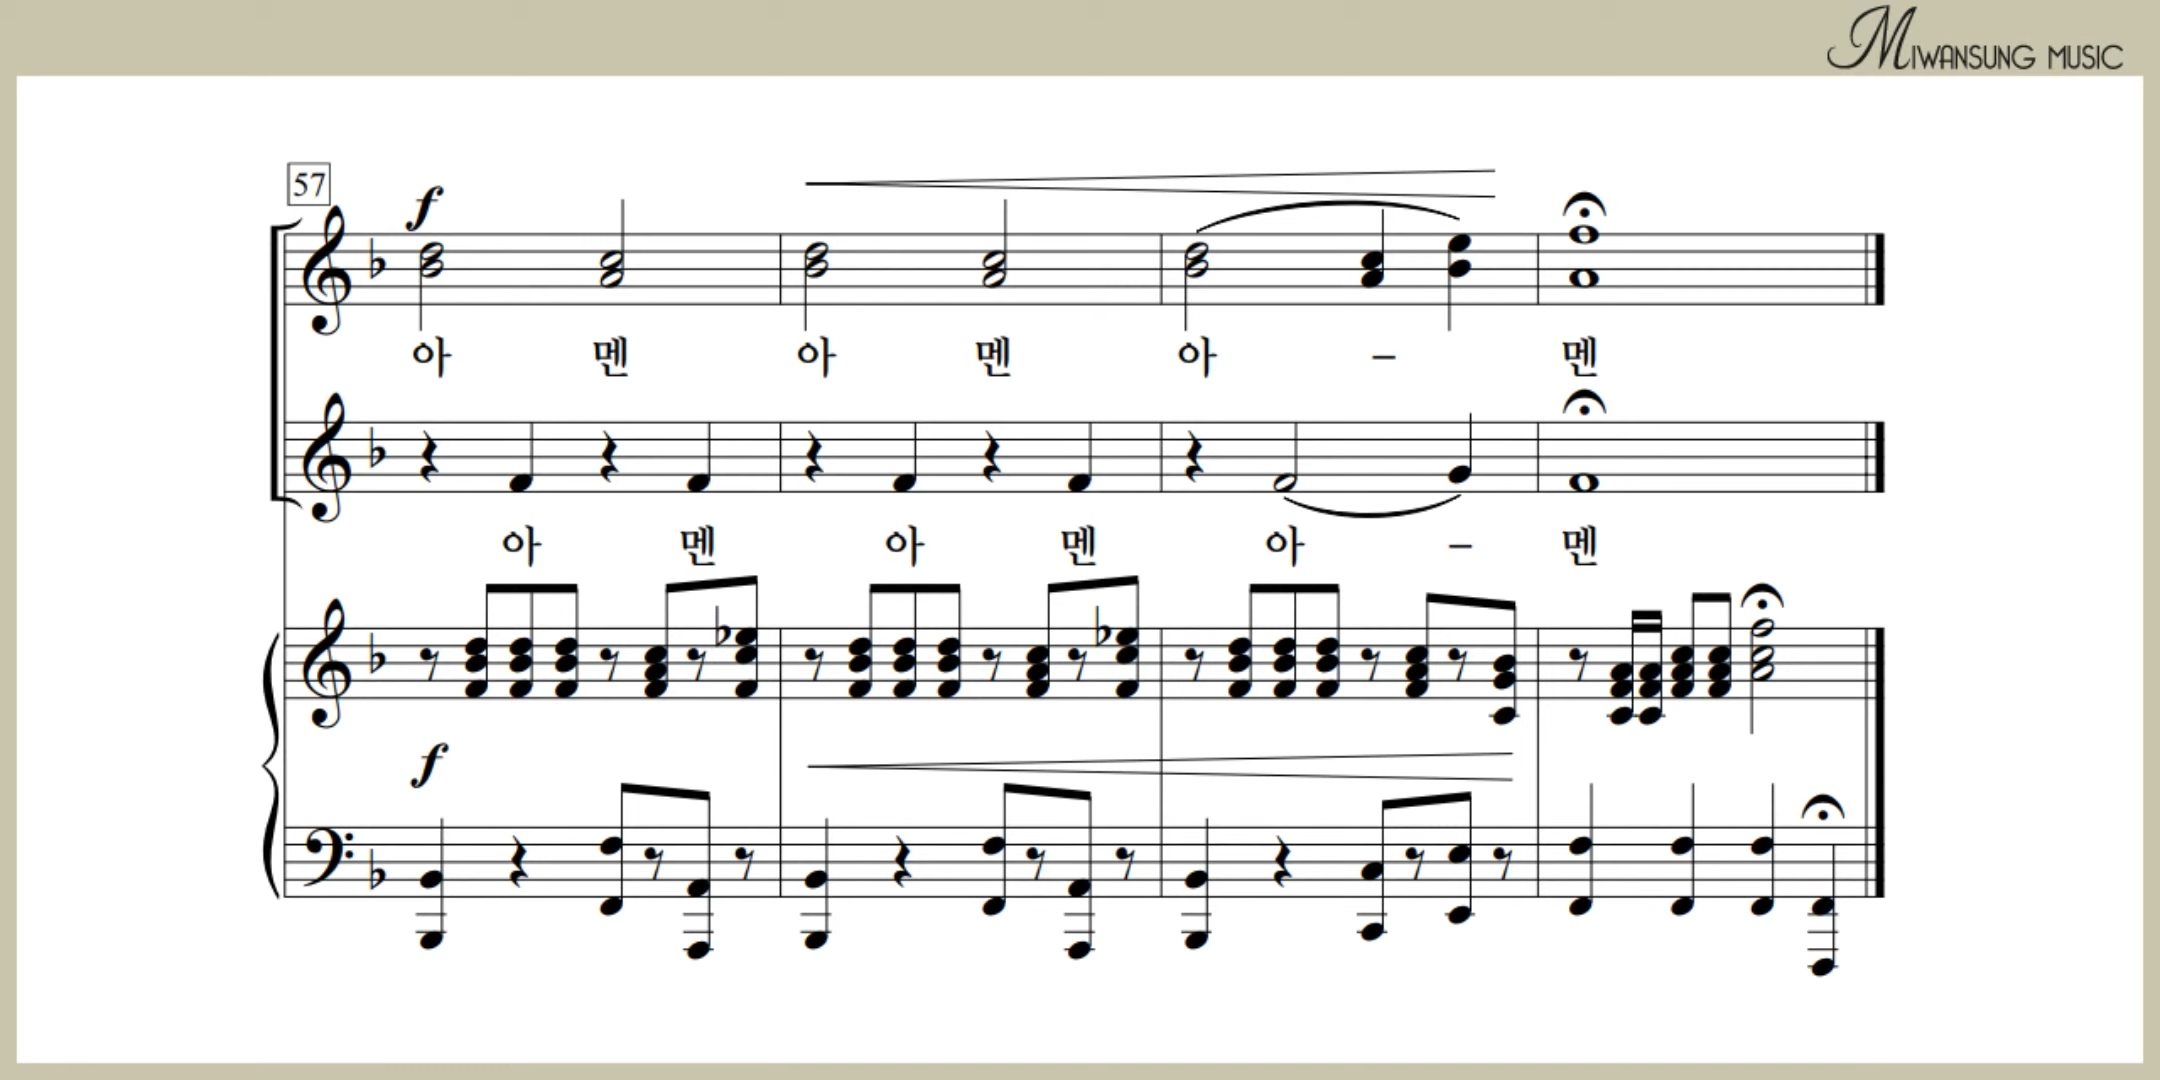 MIWANSUNG MUSIC
57
f
아 멘 아 멘 아 – 멘
아 멘 아 멘 아 – 멘
f